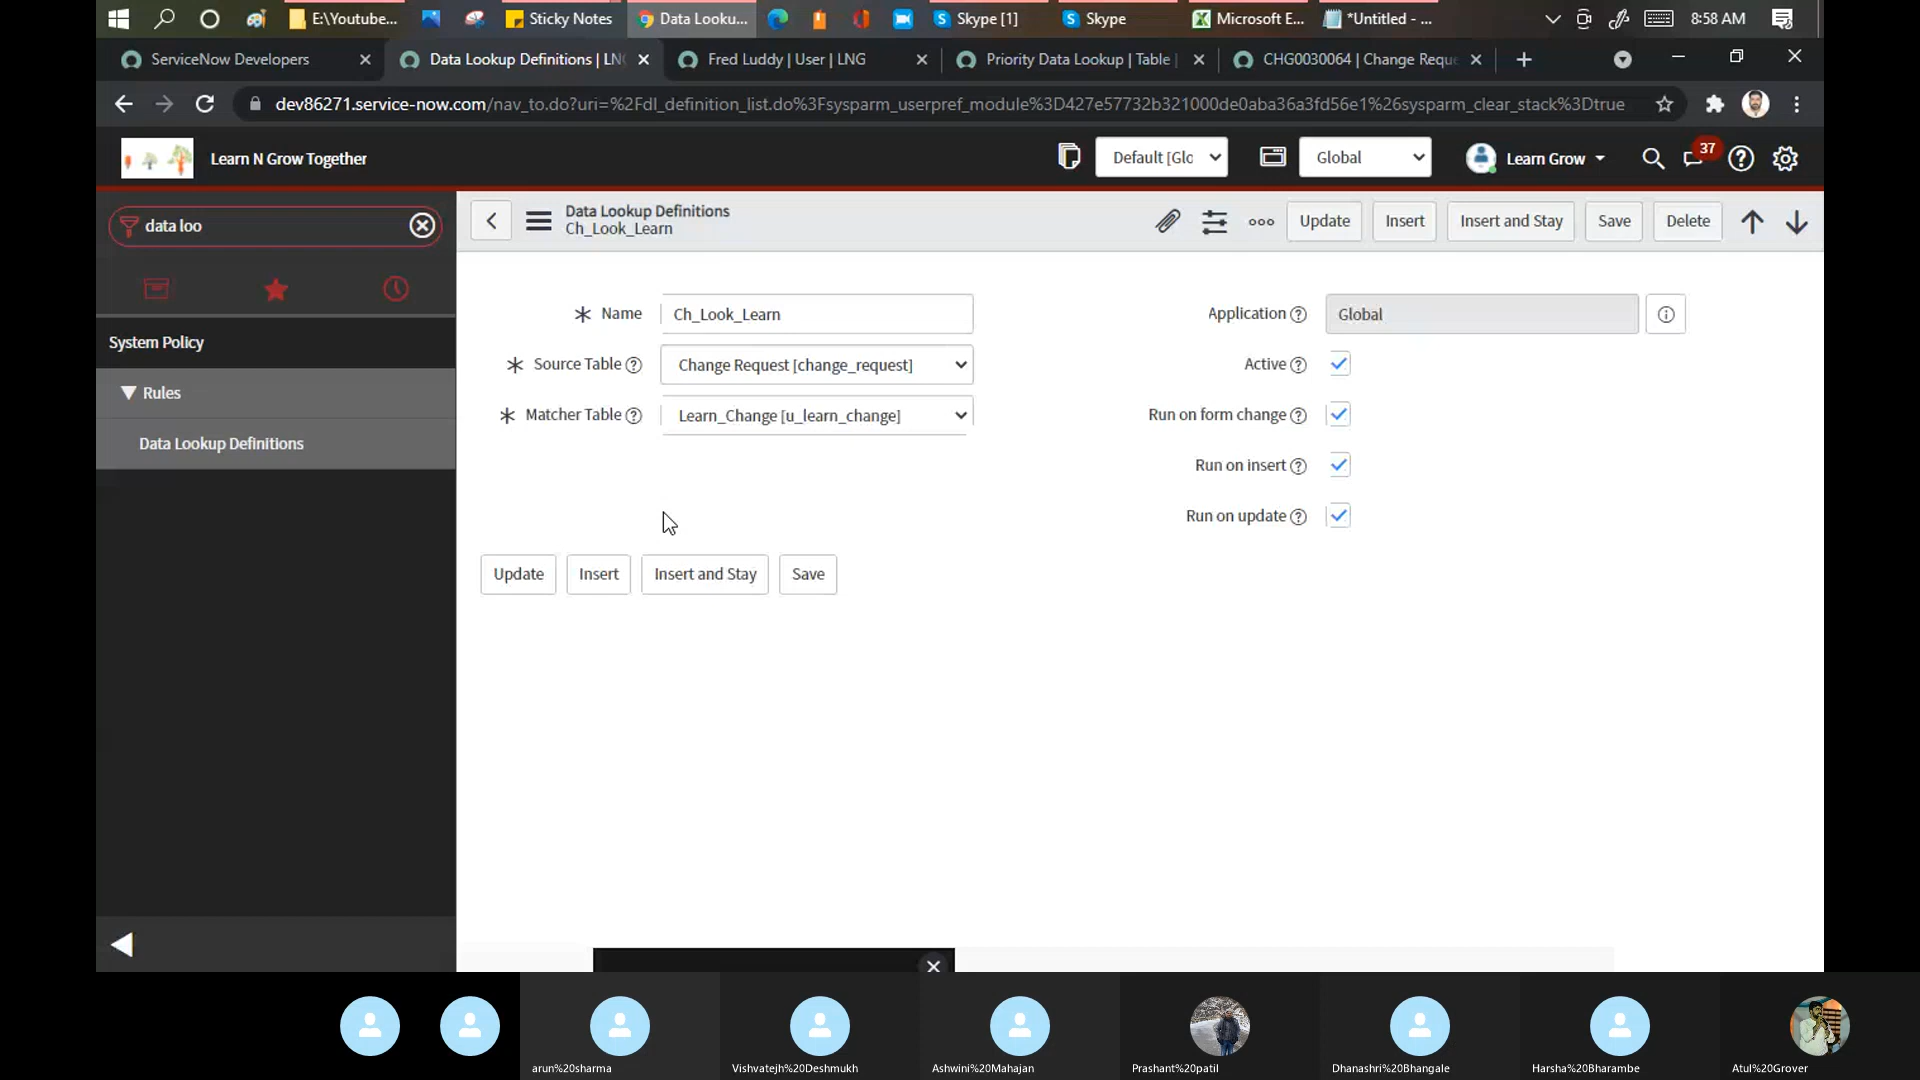 E:\Youtube...
Sticky Notes
Data Looku...
Skype [1]
Skype
Microsoft E...
*Untitled - ...
8:58 AM
ServiceNow Developers
Data Lookup Definitions | LN
Fred Luddy | User | LNG
Priority Data Lookup | Table |
CHG0030064 | Change Reque
dev86271.service-now.com/nav_to.do?uri=%2Fdl_definition_list.do%3Fsysparm_userpref_module%3D427e57732b321000de0aba36a3fd56e1%26sysparm_clear_stack%3Dtrue
Learn N Grow Together
Default [Glo
Global
Learn Grow
37
data loo
Data Lookup Definitions
Ch_Look_Learn
Update
Insert
Insert and Stay
Save
Delete
System Policy
Rules
Data Lookup Definitions
Name
Ch_Look_Learn
Source Table
Change Request [change_request]
Matcher Table
Learn_Change [u_learn_change]
Application
Global
Active
Run on form change
Run on insert
Run on update
Update
Insert
Insert and Stay
Save
arun%20sharma
Vishvatejh%20Deshmukh
Ashwini%20Mahajan
Prashant%20patil
Dhanashri%20Bhangale
Harsha%20Bharambe
Atul%20Grover